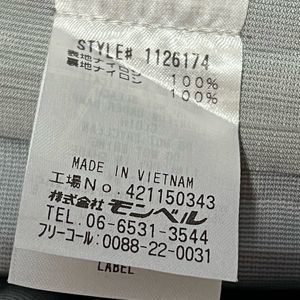 STYLE# 1126174
表地ナイロン 100%
裏地ナイロン 100%
MADE IN VIETNAM
工場No.421150343
株式会社モンベル
TEL.06-6531-3544
フリーコール:0088-22-0031
LABEL